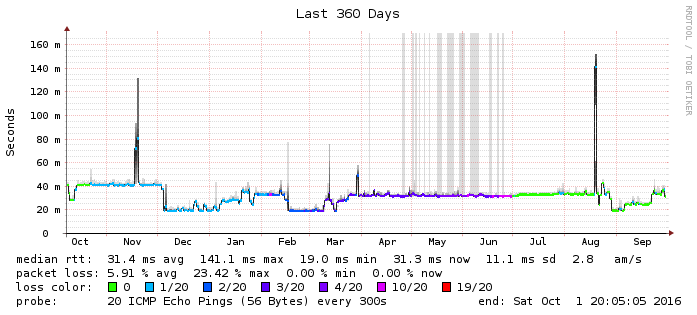 Last 360 Days
RRDTOOL / TOBI OETIKER
Seconds
160 m
140 m
120 m
100 m
80 m
60 m
40 m
20 m
0
Oct Nov Dec Jan Feb Mar Apr May Jun Jul Aug Sep
median rtt: 31.4 ms avg 141.1 ms max 19.0 ms min 31.3 ms now 11.1 ms sd 2.8 am/s
packet loss: 5.91 % avg 23.42 % max 0.00 % min 0.00 % now
loss color: 0 1/20 2/20 3/20 4/20 10/20 19/20
probe: 20 ICMP Echo Pings (56 Bytes) every 300s end: Sat Oct 1 20:05:05 2016